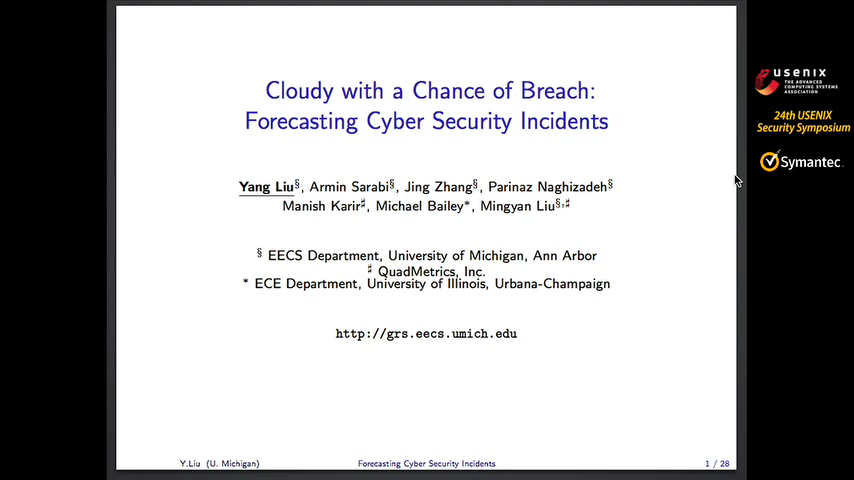 Cloudy with a Chance of Breach:
Forecasting Cyber Security Incidents
Yang Liu§, Armin Sarabi§, Jing Zhang§, Parinaz Naghizadeh§
Manish Karir♯, Michael Bailey*, Mingyan Liu§,♯
§ EECS Department, University of Michigan, Ann Arbor
♯ QuadMetrics, Inc.
* ECE Department, University of Illinois, Urbana-Champaign
http://grs.eecs.umich.edu
Y.Liu (U. Michigan) Forecasting Cyber Security Incidents 1 / 28
usenix
THE ADVANCED
COMPUTING SYSTEMS
ASSOCIATION
24th USENIX
Security Symposium
Symantec.